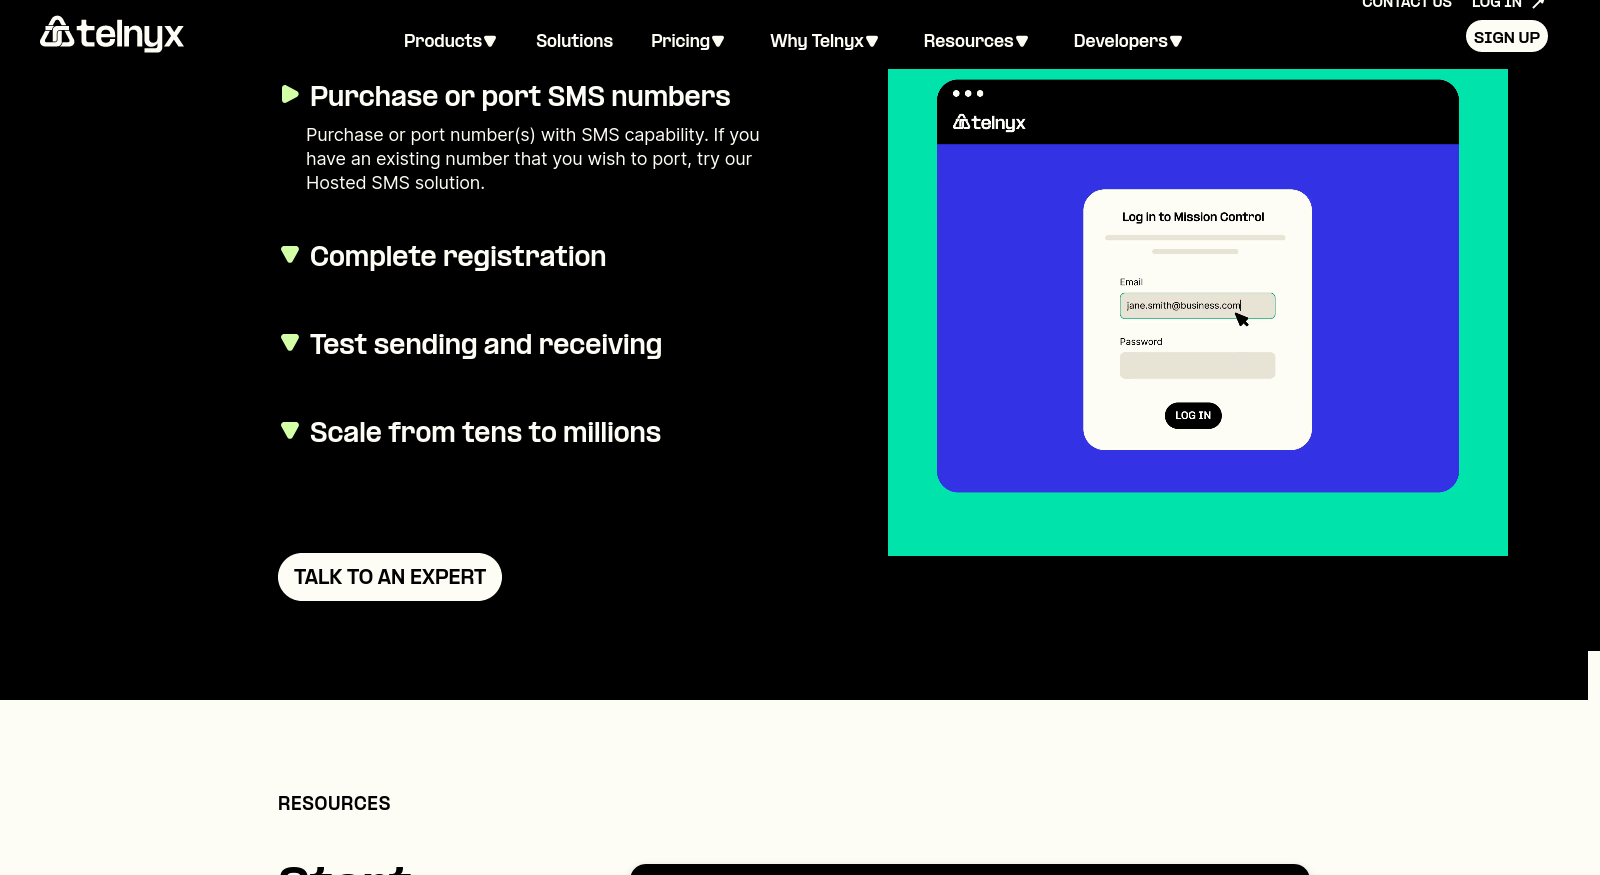 CONTACT US
LOG IN
telnyx
Products
Solutions
Pricing
Why Telnyx
Resources
Developers
SIGN UP
Purchase or port SMS numbers
Purchase or port number(s) with SMS capability. If you
have an existing number that you wish to port, try our
Hosted SMS solution.
Complete registration
Test sending and receiving
Scale from tens to millions
TALK TO AN EXPERT
telnyx
Log in to Mission Control
Email
jane.smith@business.com
Password
LOG IN
RESOURCES
Start